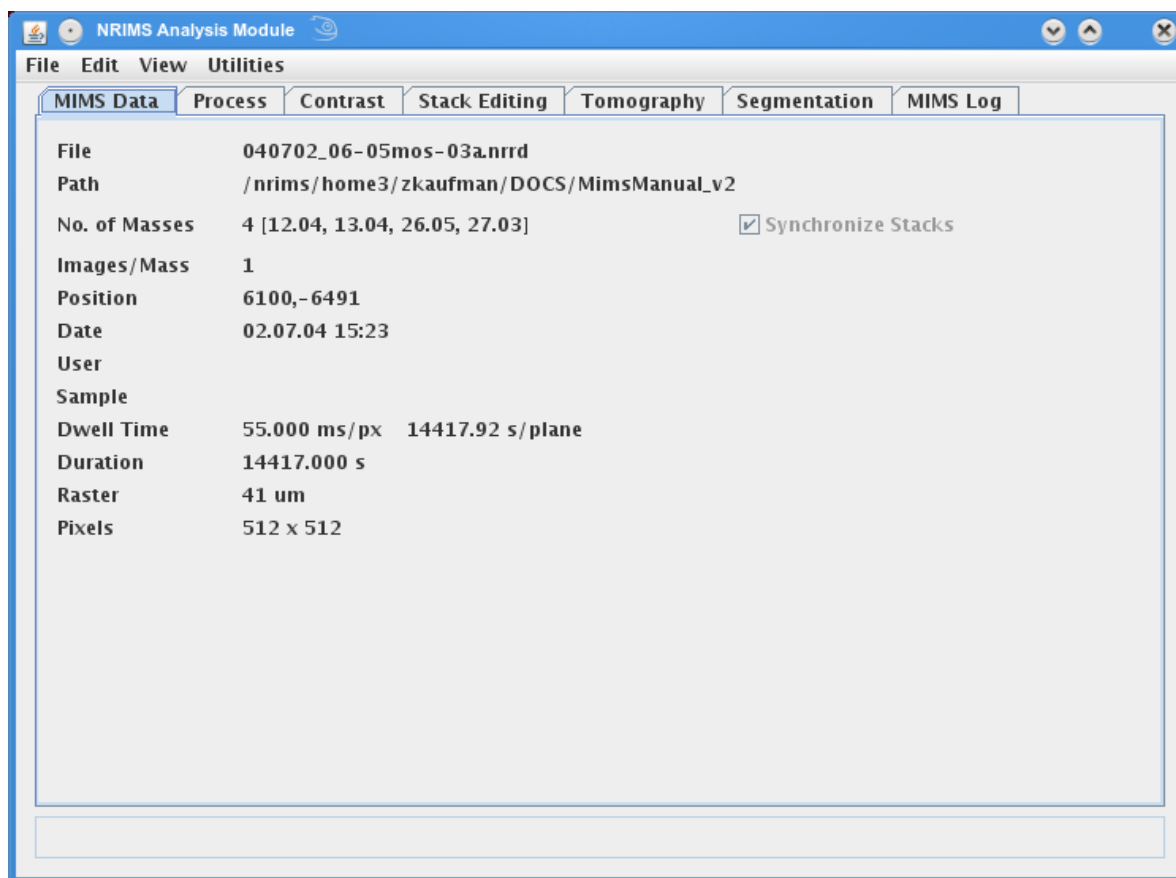 NRIMS Analysis Module
File Edit View Utilities
MIMS Data Process Contrast Stack Editing Tomography Segmentation MIMS Log
File 040702_06-05mos-03a.nrrd
Path /nrims/home3/zkaufman/DOCS/MimsManual_v2
No. of Masses 4 [12.04, 13.04, 26.05, 27.03] Synchronize Stacks
Images/Mass 1
Position 6100,-6491
Date 02.07.04 15:23
User
Sample
Dwell Time 55.000 ms/px 14417.92 s/plane
Duration 14417.000 s
Raster 41 um
Pixels 512 x 512